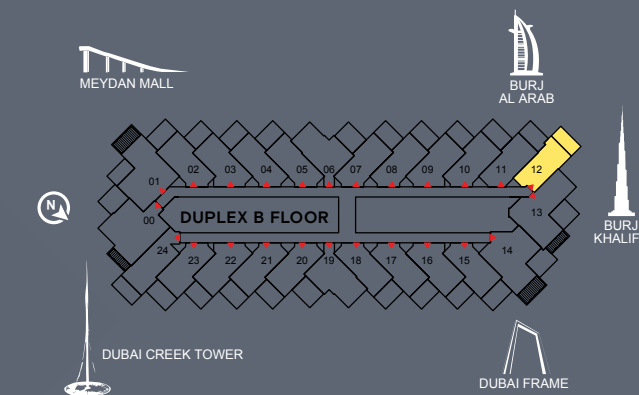 MEYDAN MALL
BURJ
AL ARAB
02 03 04 05 06 07 08 09 10 11 12
01
N
BURJ
KHALIF
00
DUPLEX B FLOOR
13
24
23 22 21 20 19 18 17 16 15
14
DUBAI CREEK TOWER
DUBAI FRAME